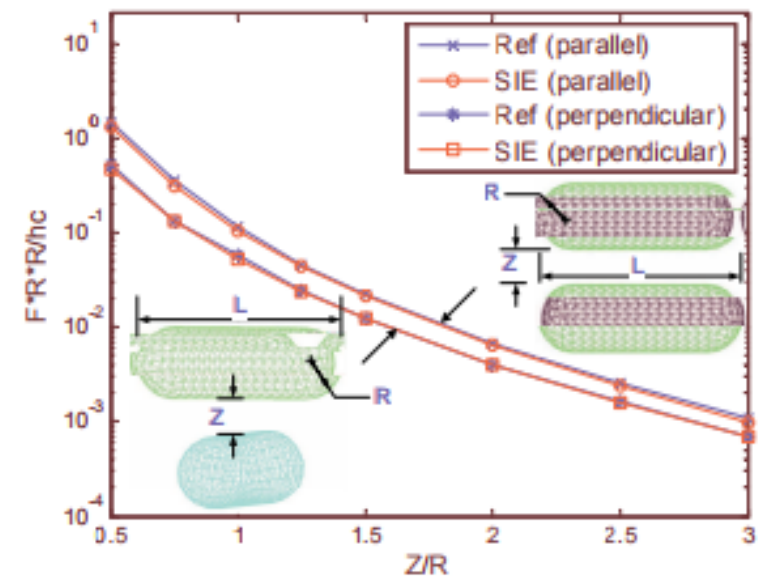 10^1
10^0
10^-1
10^-2
10^-3
10^-4
F*R*R/hc
Ref (parallel)
SIE (parallel)
Ref (perpendicular)
SIE (perpendicular)
R
Z
L
L
R
Z
0.5
1
1.5
2
2.5
3
Z/R